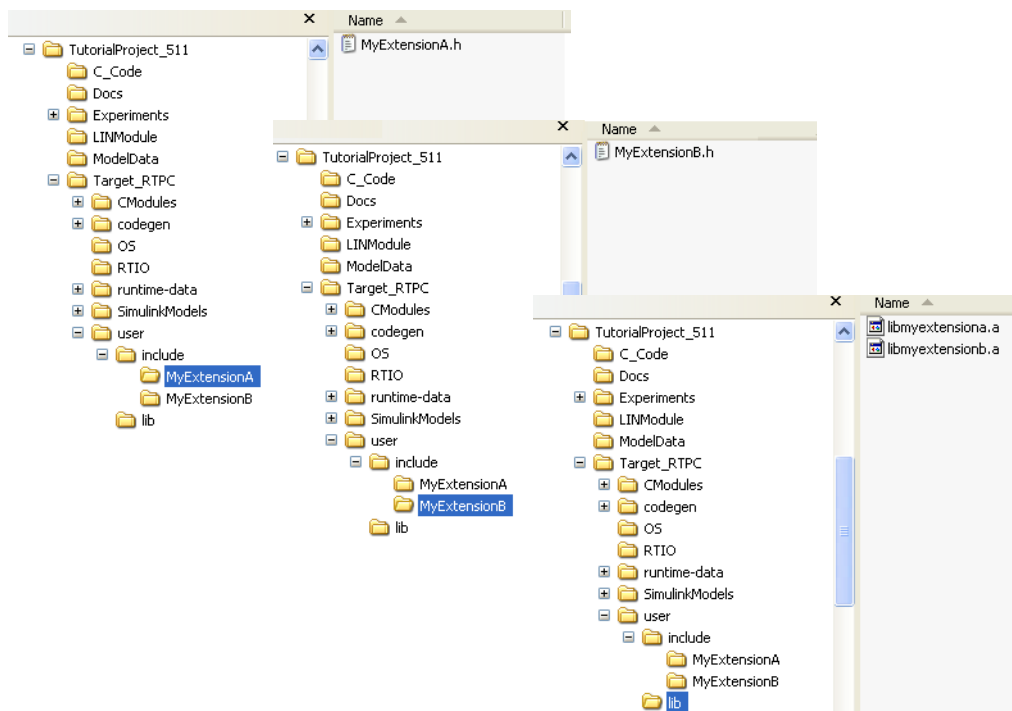 Name
TutorialProject_511
MyExtensionA.h
C_Code
Docs
Experiments
LINModule
ModelData
Target_RTPC
CModules
codegen
OS
RTIO
runtime-data
SimulinkModels
user
include
MyExtensionA
MyExtensionB
lib
Name
TutorialProject_511
MyExtensionB.h
C_Code
Docs
Experiments
LINModule
ModelData
Target_RTPC
CModules
codegen
OS
RTIO
runtime-data
SimulinkModels
user
include
MyExtensionA
MyExtensionB
lib
Name
TutorialProject_511
libmyextensiona.a
libmyextensionb.a
C_Code
Docs
Experiments
LINModule
ModelData
Target_RTPC
CModules
codegen
OS
RTIO
runtime-data
SimulinkModels
user
include
MyExtensionA
MyExtensionB
lib